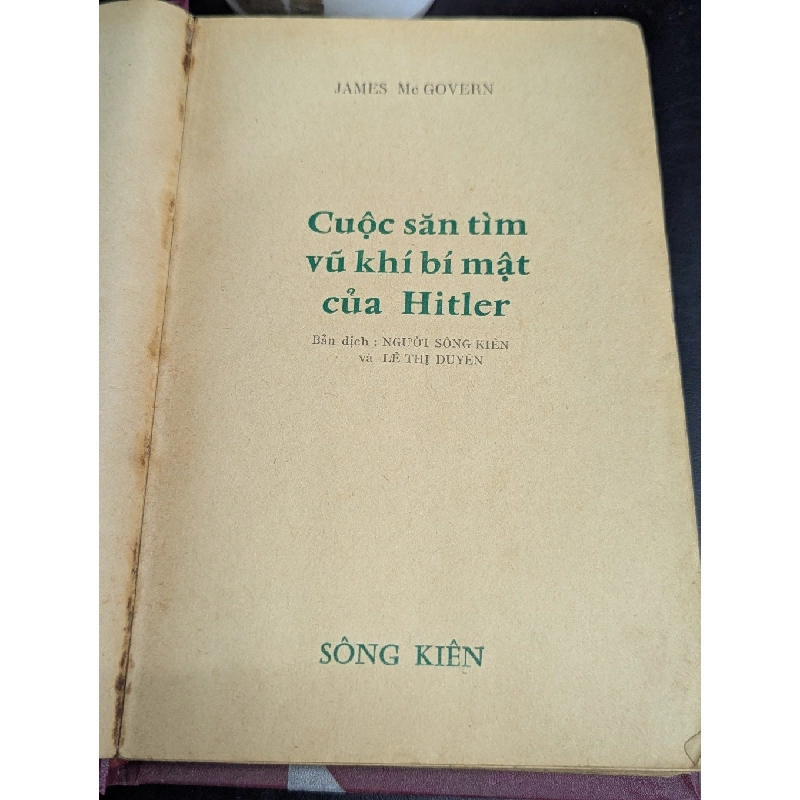 JAMES Mc GOVERN
Cuộc săn tìm
vũ khí bí mật
của Hitler
Bản dịch : NGƯỜI SÔNG KIÊN
và LÊ THỊ DUYÊN
SÔNG KIÊN